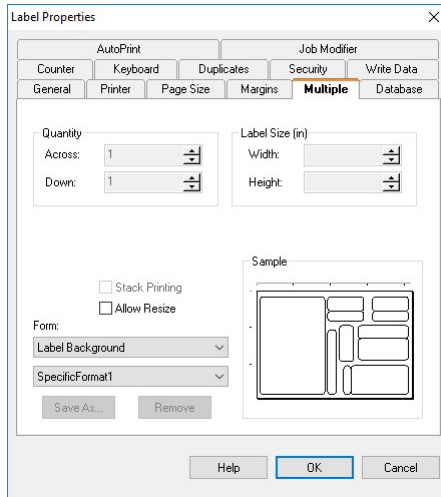 Label Properties
AutoPrint Job Modifier
Counter Keyboard Duplicates Security Write Data
General Printer Page Size Margins Multiple Database
Quantity Label Size (in)
Across: 1 Width:
Down: 1 Height:
Sample
Stack Printing
Allow Resize
Form:
Label Background
SpecificFormat1
Save As... Remove
Help OK Cancel